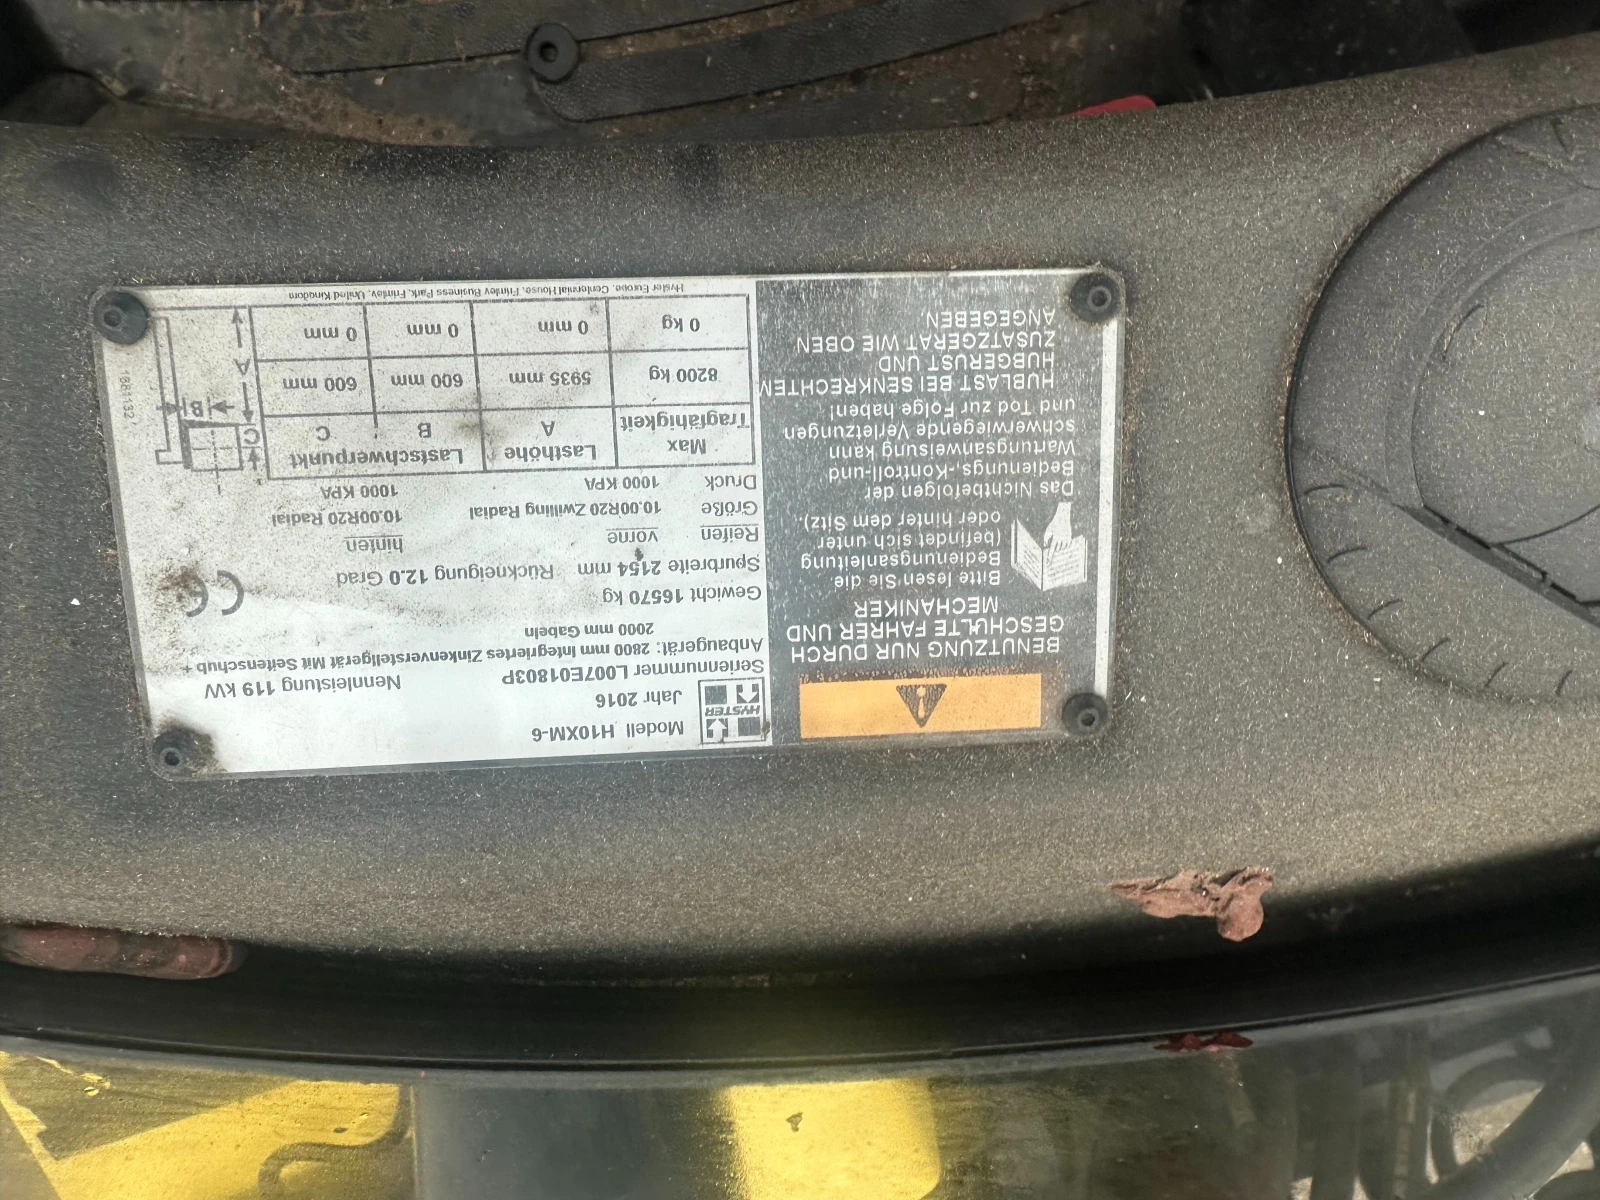 HYSTER
Modell H10XM-6
Jahr 2016
Seriennummer L007E01803P
Nennleistung 119 kW
Anbaugerät: 2800 mm Integriertes Zinkenverstellgerät Mit Seitenschub +
2000 mm Gabeln
Gewicht 16570 kg
CE
Spurbreite 2154 mm Rückneigung 12.0 Grad
Reifen vorne hinten
Größe 10.00R20 Zwilling Radial 10.00R20 Radial
Druck 1000 KPA 1000 KPA
Max Tragfähigkeit Lasthöhe A Lastschwerpunkt B C
8200 kg 5935 mm 600 mm 600 mm
0 kg 0 mm 0 mm 0 mm
C
B
A
Hyster Europe, Centennial House, Frimley Business Park, Frimley, United Kingdom
BENUTZUNG NUR DURCH
GESCHULTE FAHRER UND
MECHANIKER
Bitte lesen Sie die
Bedienungsanleitung
(befindet sich unter
oder hinter dem Sitz).
Das Nichtbefolgen der
Bedienungs-,Kontroll-und-
Wartungsanweisung kann
schwerwiegende Verletzungen
und Tod zur Folge haben!
HUBLAST BEI SENKRECHTEM
HUBGERÜST UND
ZUSATZGERÄT WIE OBEN
ANGEGEBEN.